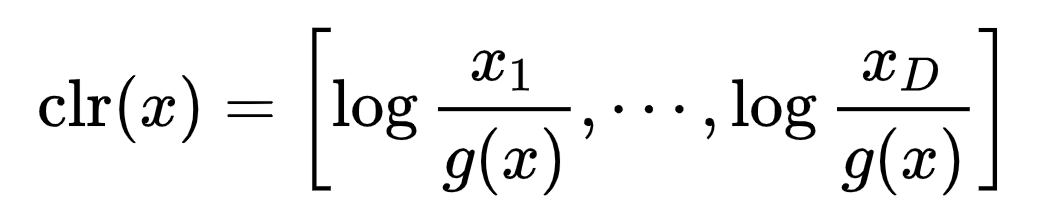 clr(x) = [log x₁/g(x), ⋯, log x_D/g(x)]